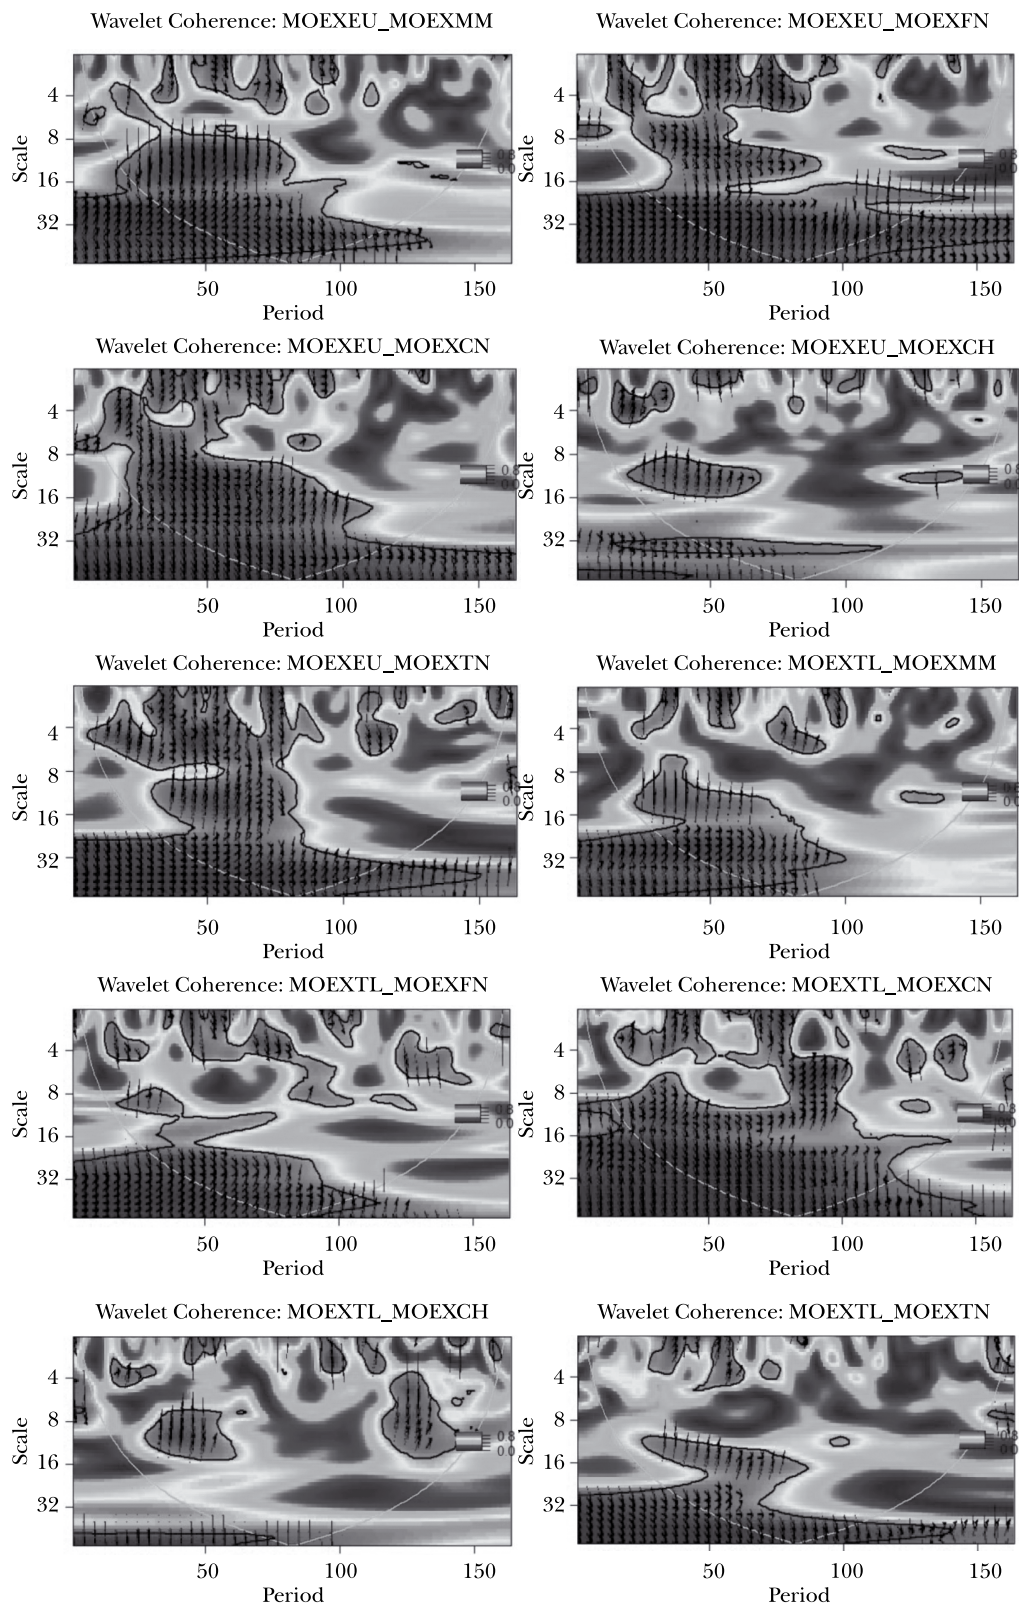 Wavelet Coherence: MOEXEU_MOEXMM
Scale
4
8
16
32
50 100 150
Period
Wavelet Coherence: MOEXEU_MOEXFN
Scale
4
8
16
32
50 100 150
Period
Wavelet Coherence: MOEXEU_MOEXCN
Scale
4
8
16
32
50 100 150
Period
Wavelet Coherence: MOEXEU_MOEXCH
Scale
4
8
16
32
50 100 150
Period
Wavelet Coherence: MOEXEU_MOEXTN
Scale
4
8
16
32
50 100 150
Period
Wavelet Coherence: MOEXTL_MOEXMM
Scale
4
8
16
32
50 100 150
Period
Wavelet Coherence: MOEXTL_MOEXFN
Scale
4
8
16
32
50 100 150
Period
Wavelet Coherence: MOEXTL_MOEXCN
Scale
4
8
16
32
50 100 150
Period
Wavelet Coherence: MOEXTL_MOEXCH
Scale
4
8
16
32
50 100 150
Period
Wavelet Coherence: MOEXTL_MOEXTN
Scale
4
8
16
32
50 100 150
Period